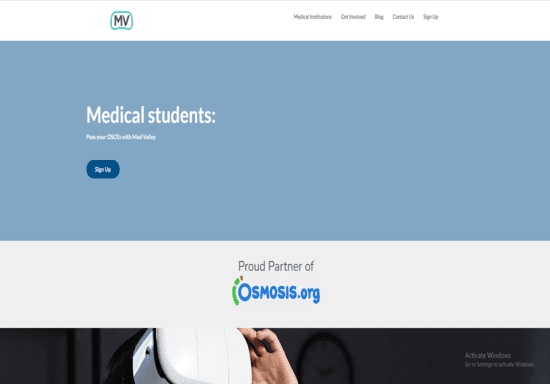 MV
Medical Institutions Get Involved Blog Contact Us Sign Up
Medical students:
Pass your OSCEs with Med Valley
Sign Up
Proud Partner of
OSMOSIS.org
Activate Windows
Go to Settings to activate Windows.